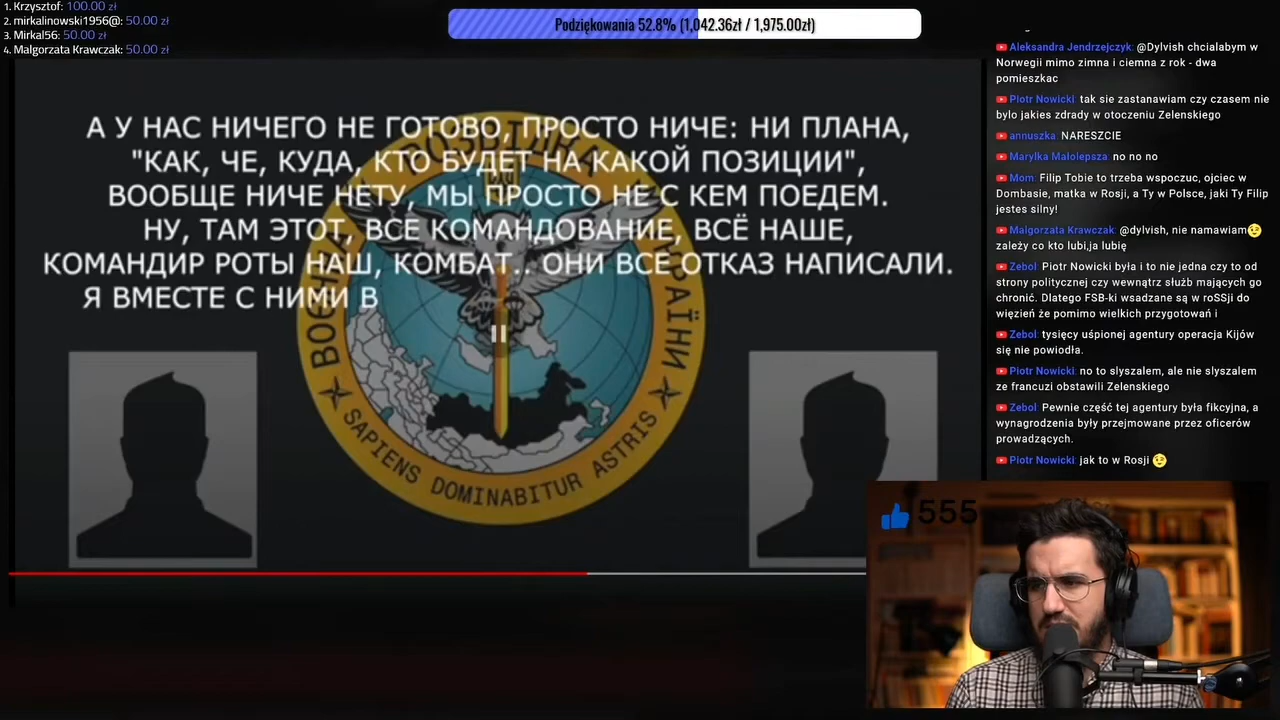 1. Krzysztof: 100.00 zł
2. mirkalinowski1956@: 50.00 zł
3. Mirkal56: 50.00 zł
4. Malgorzata Krawczak: 50.00 zł
Podziękowania 52.8% (1,042.36zł / 1,975.00zł)
А У НАС НИЧЕГО НЕ ГОТОВО, ПРОСТО НИЧЕ: НИ ПЛАНА,
"КАК, ЧЕ, КУДА, КТО БУДЕТ НА КАКОЙ ПОЗИЦИИ",
ВООБЩЕ НИЧЕ НЕТУ, МЫ ПРОСТО НЕ С КЕМ ПОЕДЕМ.
НУ, ТАМ ЭТОТ, ВСЕ КОМАНДОВАНИЕ, ВСЁ НАШЕ,
КОМАНДИР РОТЫ НАШ, КОМБАТ.. ОНИ ВСЕ ОТКАЗ НАПИСАЛИ.
Я ВМЕСТЕ С НИМИ В
ВОЄННА РОЗВІДКА УКРАЇНИ
SAPIENS DOMINABITUR ASTRIS
Aleksandra Jendrzejczyk: @Dylvish chcialabym w
Norwegii mimo zimna i ciemna z rok - dwa
pomieszkac
Piotr Nowicki: tak sie zastanawiam czy czasem nie
bylo jakies zdrady w otoczeniu Zelenskiego
annuszka: NARESZCIE
Marylka Malolepsza: no no no
Mom: Filip Tobie to trzeba wspoczuc, ojciec w
Dombasie, matka w Rosji, a Ty w Polsce, jaki Ty Filip
jestes silny!
Malgorzata Krawczak: @dylvish, nie namawiam😉
zależy co kto lubi,ja lubię
Zebol: Piotr Nowicki była i to nie jedna czy to od
strony politycznej czy wewnątrz służb mających go
chronić. Dlatego FSB-ki wsadzane są w roSSji do
więzień że pomimo wielkich przygotowań i
Zebol: tysięcy uśpionej agentury operacja Kijów
się nie powiodła.
Piotr Nowicki: no to slyszalem, ale nie slyszalem
ze francuzi obstawili Zelenskiego
Zebol: Pewnie część tej agentury była fikcyjna, a
wynagrodzenia były przejmowane przez oficerów
prowadzących.
Piotr Nowicki: jak to w Rosji 😉
555